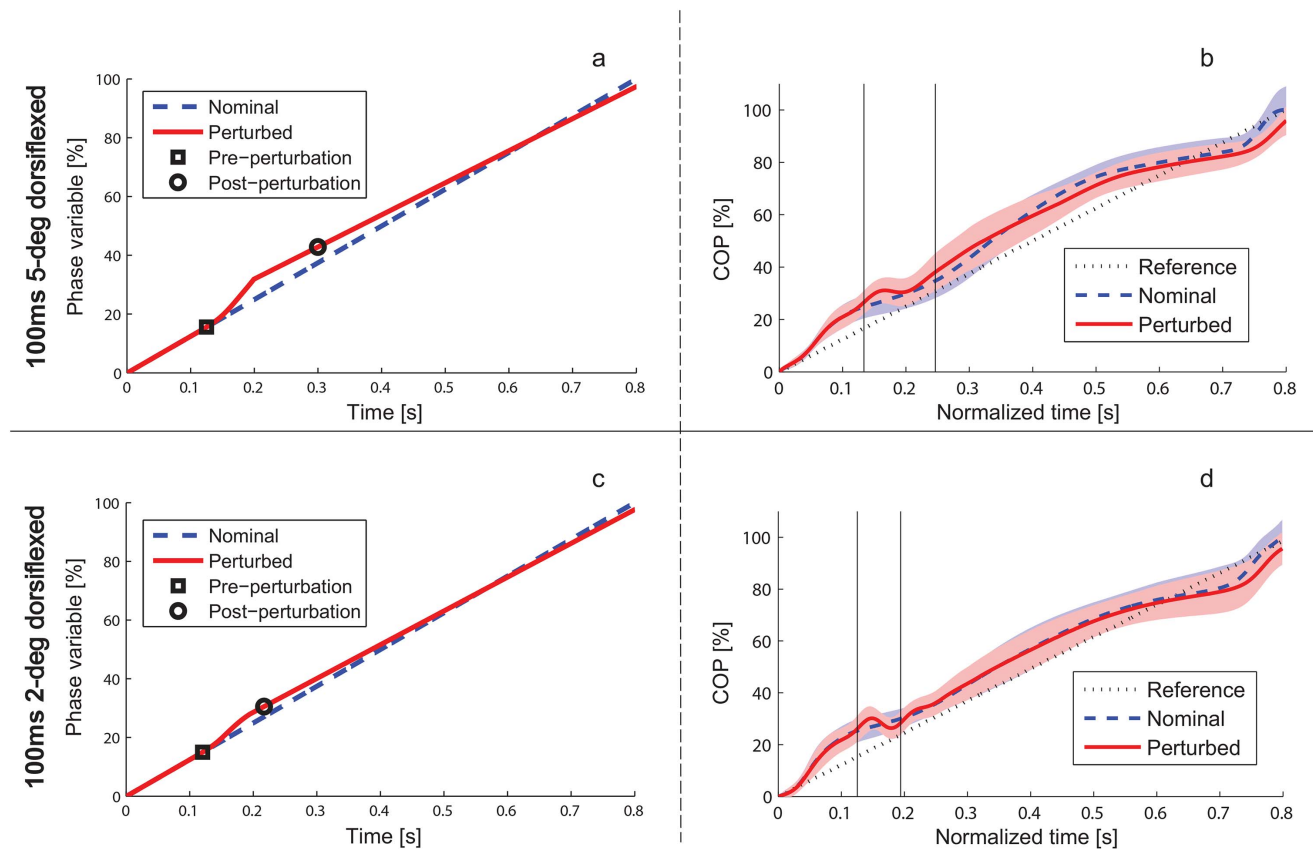 a
100ms 5-deg dorsiflexed
Phase variable [%]
100
80
60
40
20
0
Nominal
Perturbed
Pre-perturbation
Post-perturbation
0 0.1 0.2 0.3 0.4 0.5 0.6 0.7 0.8
Time [s]
b
COP [%]
100
80
60
40
20
0
Reference
Nominal
Perturbed
0 0.1 0.2 0.3 0.4 0.5 0.6 0.7 0.8
Normalized time [s]
c
100ms 2-deg dorsiflexed
Phase variable [%]
100
80
60
40
20
0
Nominal
Perturbed
Pre-perturbation
Post-perturbation
0 0.1 0.2 0.3 0.4 0.5 0.6 0.7 0.8
Time [s]
d
COP [%]
100
80
60
40
20
0
Reference
Nominal
Perturbed
0 0.1 0.2 0.3 0.4 0.5 0.6 0.7 0.8
Normalized time [s]